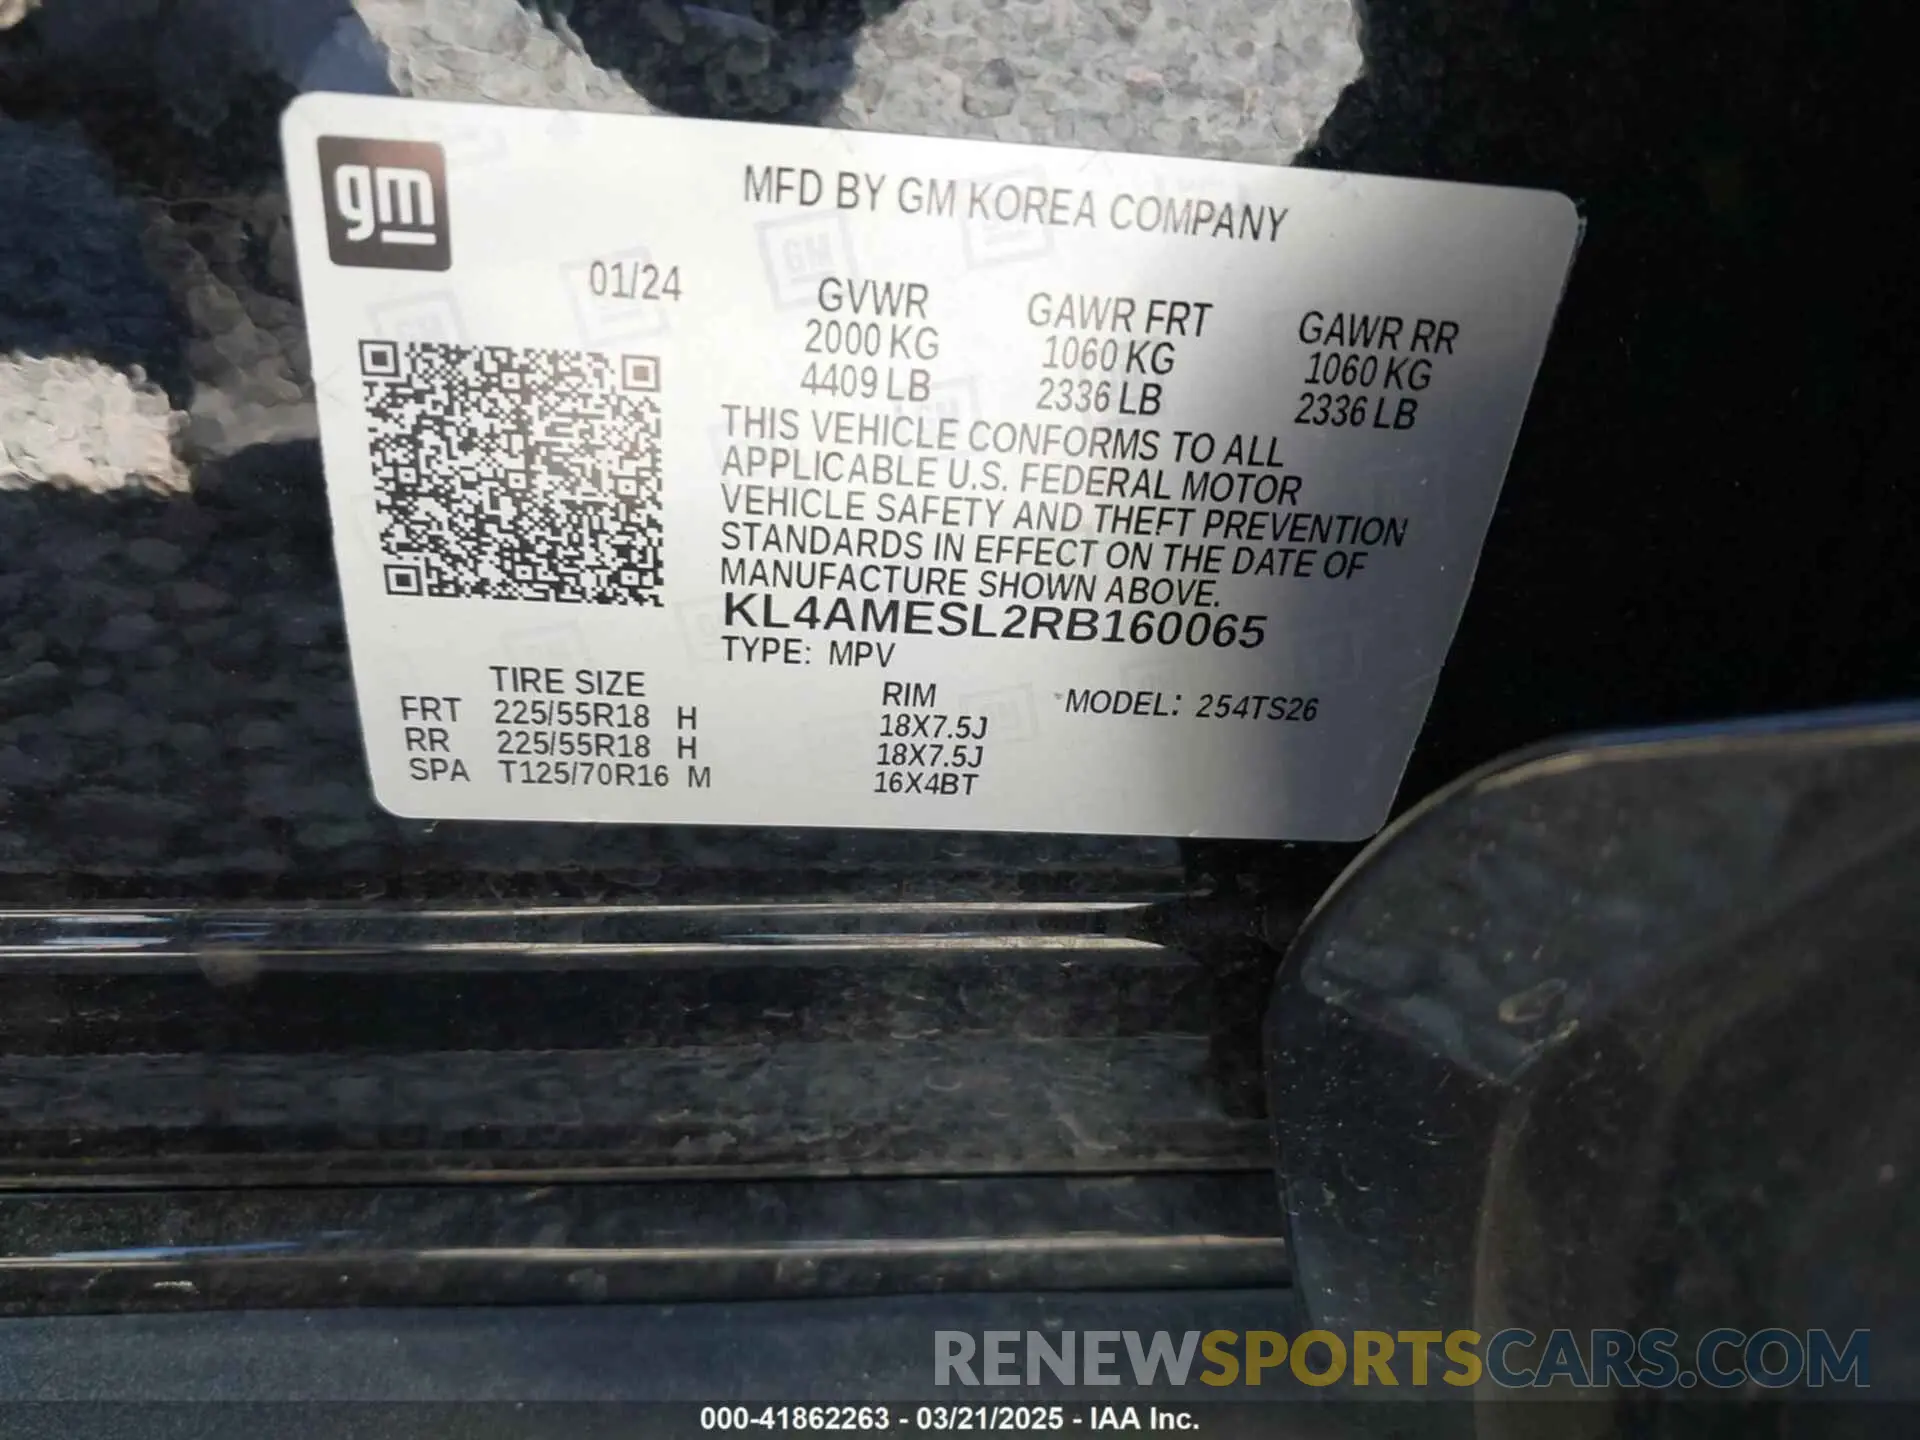 gm
MFD BY GM KOREA COMPANY
01/24
GVWR GAWR FRT GAWR RR
2000 KG 1060 KG 1060 KG
4409 LB 2336 LB 2336 LB
THIS VEHICLE CONFORMS TO ALL
APPLICABLE U.S. FEDERAL MOTOR
VEHICLE SAFETY AND THEFT PREVENTION
STANDARDS IN EFFECT ON THE DATE OF
MANUFACTURE SHOWN ABOVE.
KL4AMESL2RB160065
TYPE: MPV
TIRE SIZE RIM MODEL: 254TS26
FRT 225/55R18 H 18X7.5J
RR 225/55R18 H 18X7.5J
SPA T125/70R16 M 16X4BT
RENEWSPORTSCARS.COM
000-41862263 - 03/21/2025 - IAA Inc.